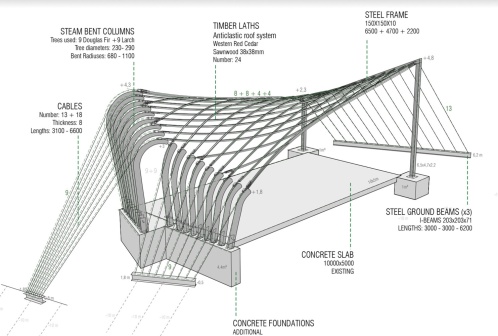 STEEL FRAME
150X150X10
6500 + 4700 + 2200
STEAM BENT COLUMNS
Trees used: 9 Douglas Fir + 9 Larch
Tree diameters: 230- 290
Bent Radiuses: 680 - 1100
TIMBER LATHS
Anticlastic roof system
Western Red Cedar
Sawnwood 38x38mm
Number: 24
CABLES
Number: 13 + 18
Thickness: 8
Lengths: 3100 - 6600
+4.3
8 + 8 + 4 + 4
+2.3
+4.8
13
9
+1.8
9
STEEL GROUND BEAMS (x3)
I-BEAMS 203x203x71
LENGTHS: 3000 - 3000 - 6200
CONCRETE SLAB
10000x5000
EXISTING
CONCRETE FOUNDATIONS
ADDITIONAL